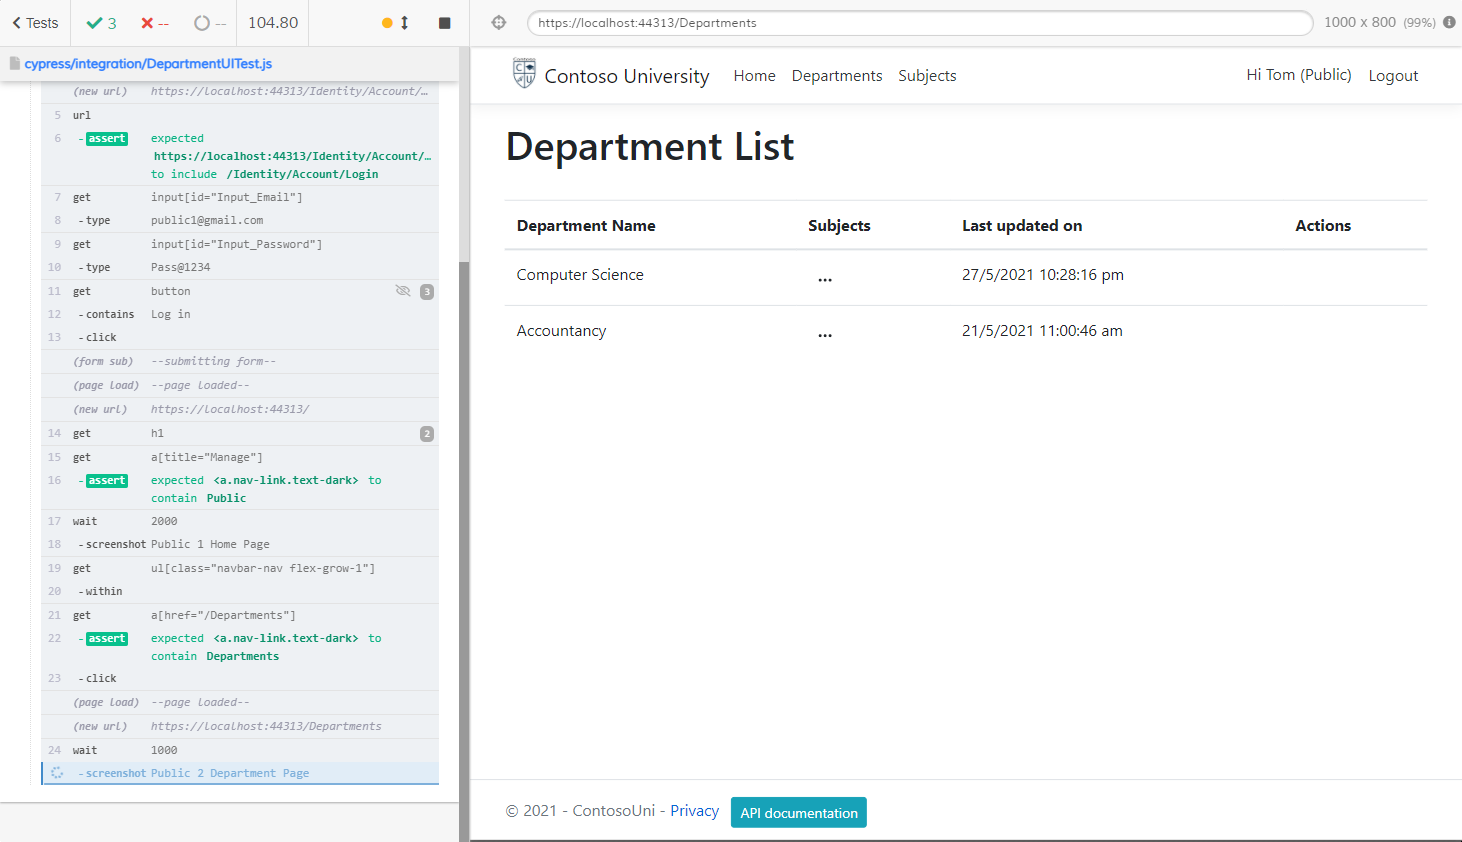 Tests 3 -- -- 104.80
https://localhost:44313/Departments 1000 x 800 (99%)
cypress/integration/DepartmentUITest.js
(new url) https://localhost:44313/Identity/Account/…
5 url
6 -assert expected
https://localhost:44313/Identity/Account/…
to include /Identity/Account/Login
7 get input[id="Input_Email"]
8 -type public1@gmail.com
9 get input[id="Input_Password"]
10 -type Pass@1234
11 get button 3
12 -contains Log in
13 -click
(form sub) --submitting form--
(page load) --page loaded--
(new url) https://localhost:44313/
14 get h1 2
15 get a[title="Manage"]
16 -assert expected <a.nav-link.text-dark> to
contain Public
17 wait 2000
18 -screenshot Public 1 Home Page
19 get ul[class="navbar-nav flex-grow-1"]
20 -within
21 get a[href="/Departments"]
22 -assert expected <a.nav-link.text-dark> to
contain Departments
23 -click
(page load) --page loaded--
(new url) https://localhost:44313/Departments
24 wait 1000
-screenshot Public 2 Department Page
Contoso University Home Departments Subjects Hi Tom (Public) Logout
Department List
Department Name Subjects Last updated on Actions
Computer Science ... 27/5/2021 10:28:16 pm
Accountancy ... 21/5/2021 11:00:46 am
© 2021 - ContosoUni - Privacy API documentation